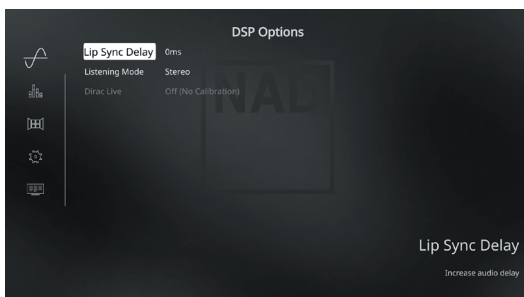 DSP Options
Lip Sync Delay 0ms
Listening Mode Stereo
Dirac Live Off (No Calibration)
NAD
Lip Sync Delay
Increase audio delay